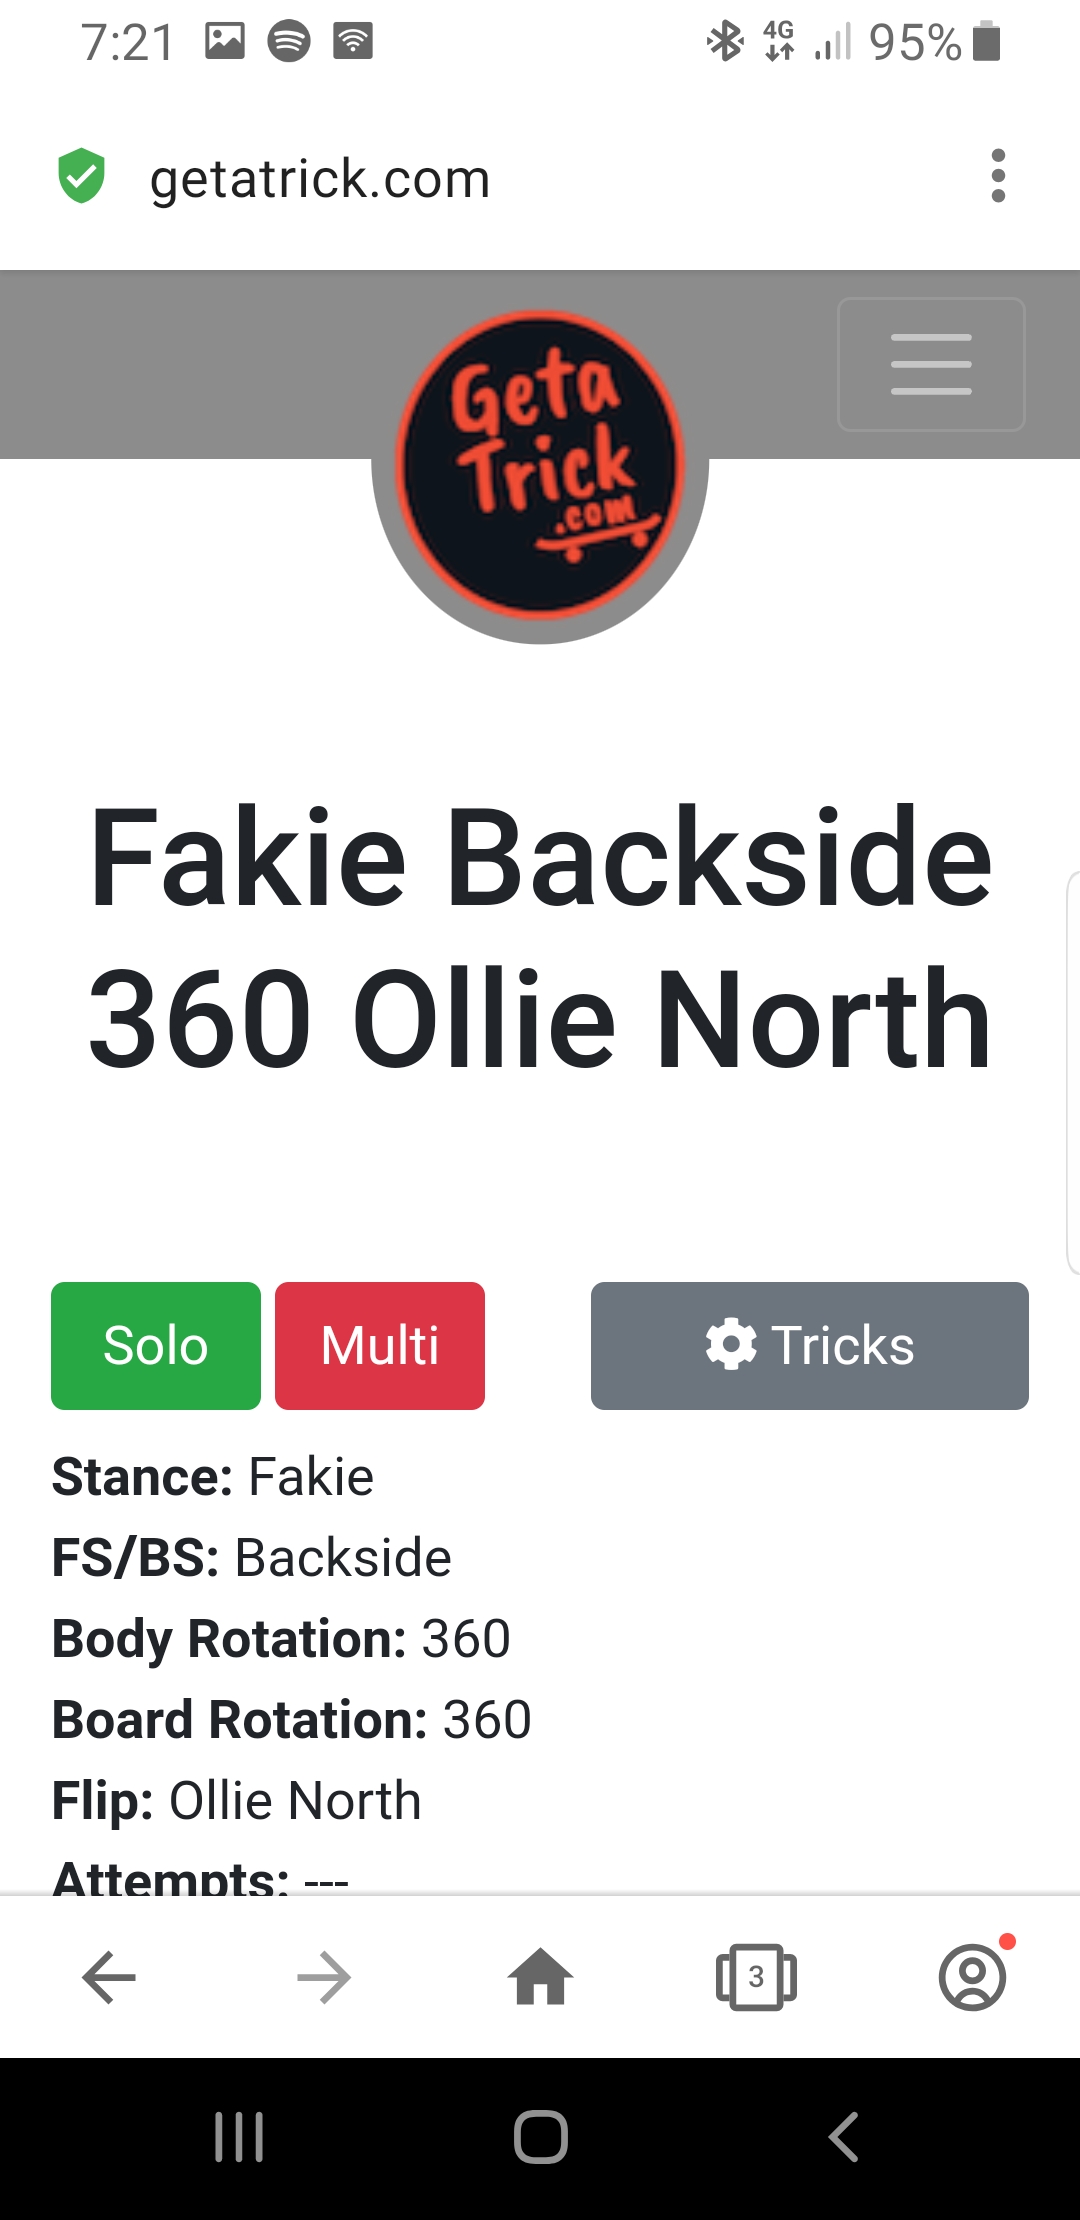 7:21 4G 95%
getatrick.com
Geta
Trick
.com
Fakie Backside
360 Ollie North
Solo Multi Tricks
Stance: Fakie
FS/BS: Backside
Body Rotation: 360
Board Rotation: 360
Flip: Ollie North
Attempts: ---
3